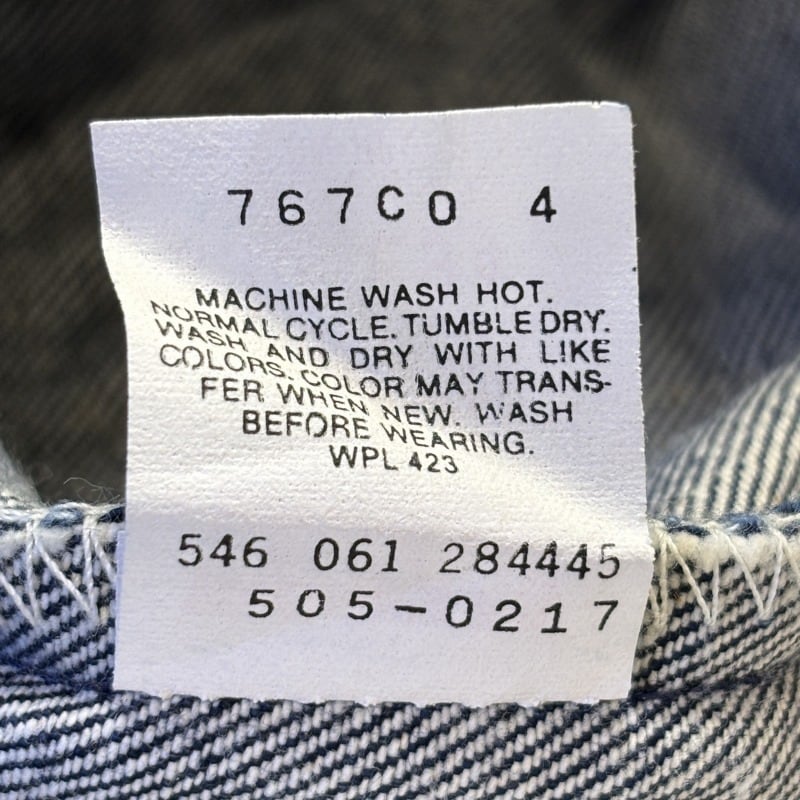 767CO 4
MACHINE WASH HOT.
NORMAL CYCLE. TUMBLE DRY.
WASH AND DRY WITH LIKE
COLORS. COLOR MAY TRANS-
FER WHEN NEW. WASH
BEFORE WEARING.
WPL 423
546 061 284445
505-0217